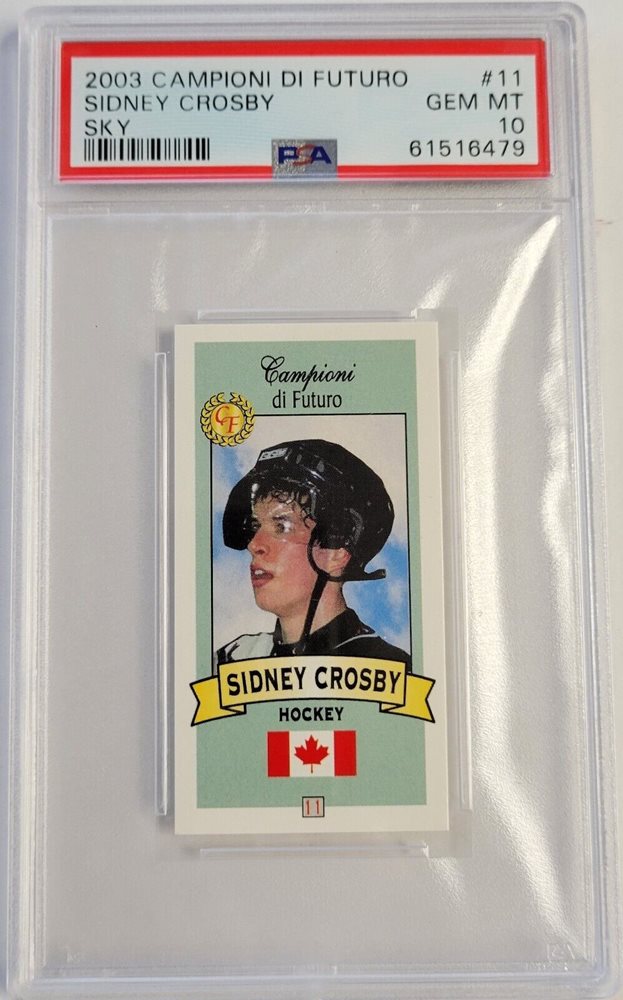 2003 CAMPIONI DI FUTURO #11
SIDNEY CROSBY GEM MT
SKY 10
PSA 61516479
Campioni
di Futuro
CF
SIDNEY CROSBY
HOCKEY
11